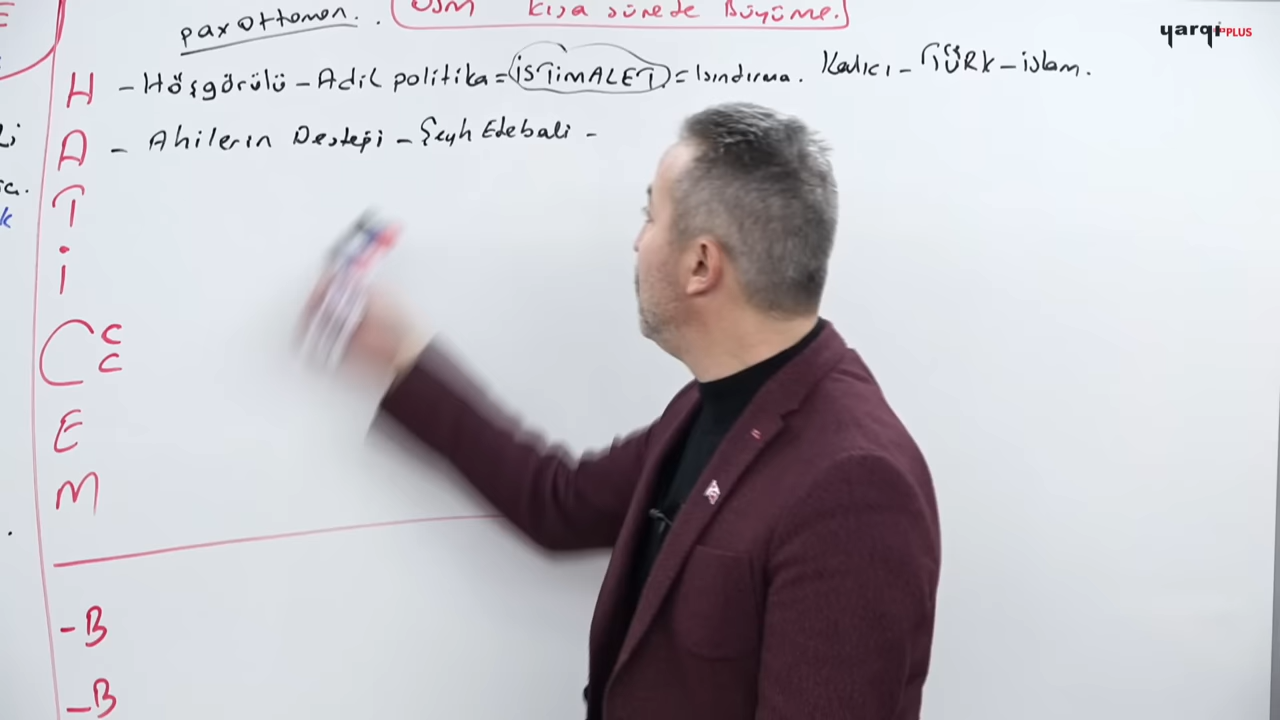 pax ottoman. .
OSM kısa sürede Büyüme.
yargı PLUS
H - Hoşgörülü - Adil politika = İSTİMALET = Isındırma. Kalıcı - TÜRK - islam.
A - Ahilerin Desteği - Şeyh Edebali -
T
İ
C C C
E
M
- B
- B